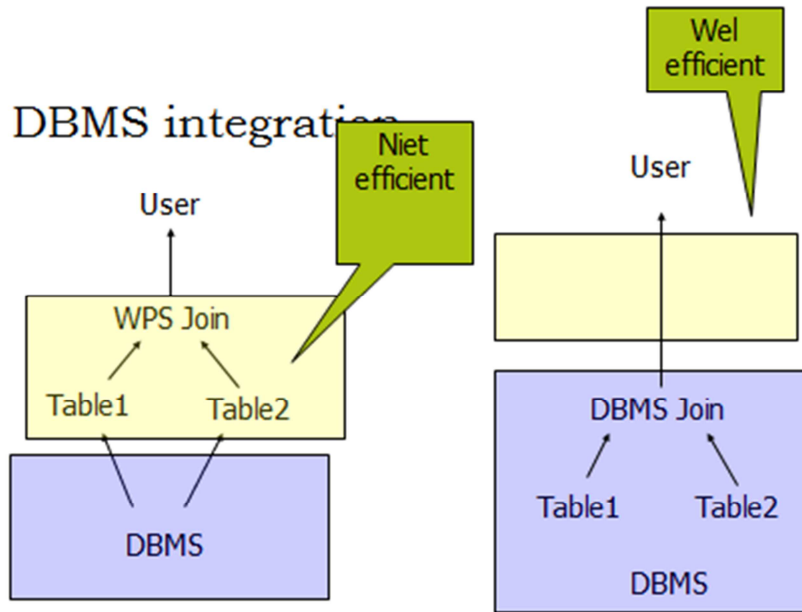 DBMS integration
Niet
efficient
User
WPS Join
Table1
Table2
DBMS
Wel
efficient
User
DBMS Join
Table1
Table2
DBMS